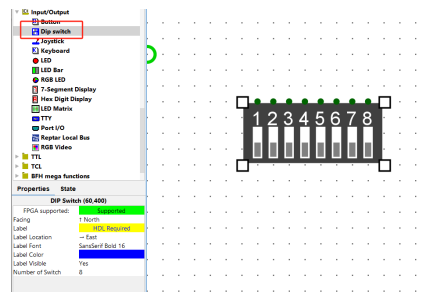 Input/Output
Button
Dip switch
Joystick
Keyboard
LED
LED Bar
RGB LED
7-Segment Display
Hex Digit Display
LED Matrix
TTY
Port I/O
Reptar Local Bus
RGB Video
TTL
TCL
BFH mega functions
Properties State
DIP Switch (60,400)
FPGA supported: Supported
Facing ↑ North
Label HDL Required
Label Location → East
Label Font SansSerif Bold 16
Label Color
Label Visible Yes
Number of Switch 8
1 2 3 4 5 6 7 8